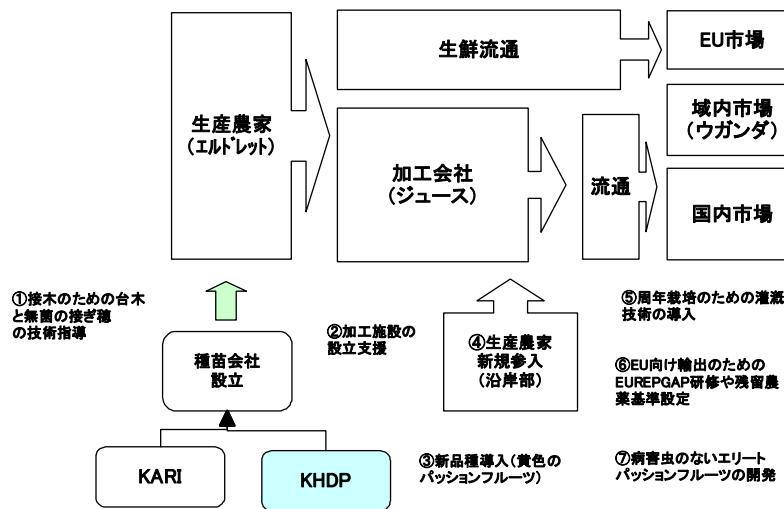 生鮮流通
EU市場
域内市場
(ウガンダ)
生産農家
(エルドレット)
加工会社
(ジュース)
流通
国内市場
①接木のための台木
と無菌の接ぎ穂
の技術指導
②加工施設の
設立支援
④生産農家
新規参入
(沿岸部)
⑤周年栽培のための灌漑
技術の導入
種苗会社
設立
⑥EU向け輸出のための
EUREPGAP研修や残留農
薬基準設定
KARI
KHDP
③新品種導入(黄色の
パッションフルーツ)
⑦病害虫のないエリート
パッションフルーツの開発